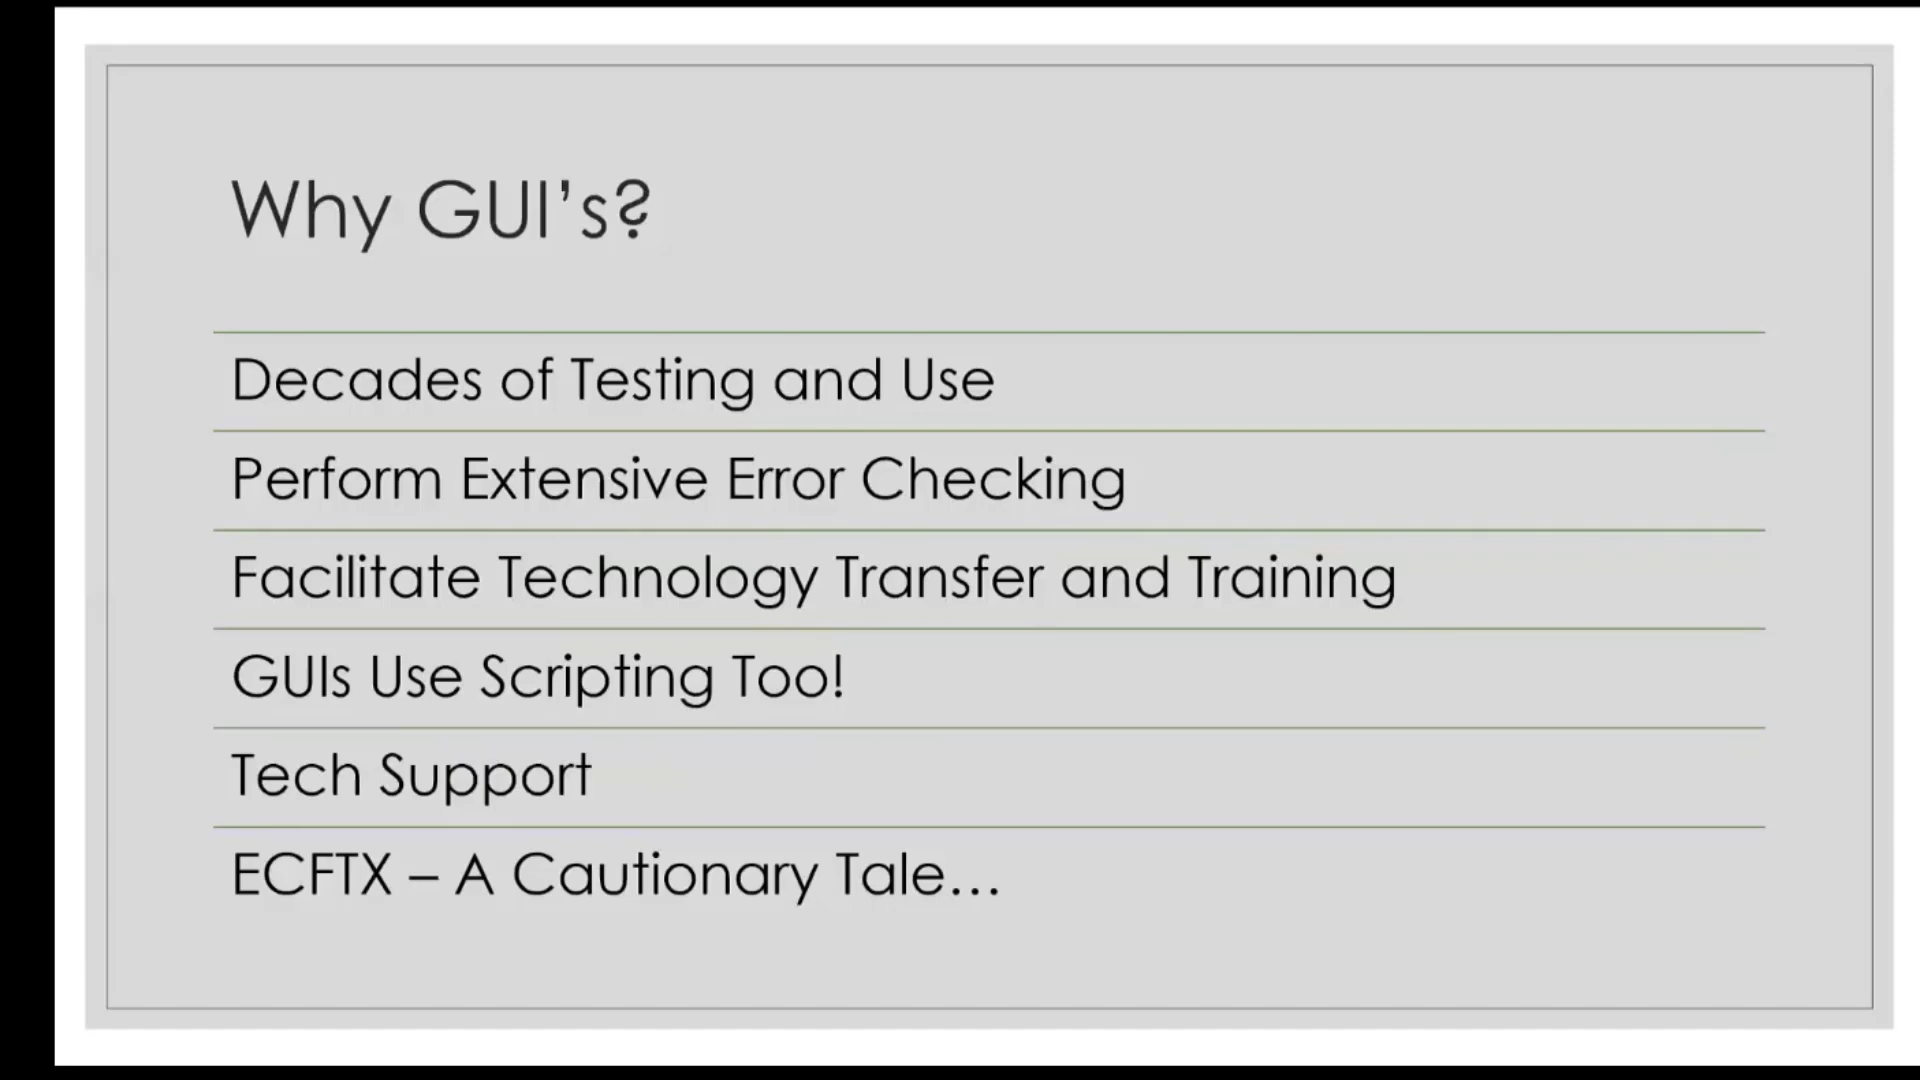 Why GUI’s?
Decades of Testing and Use
Perform Extensive Error Checking
Facilitate Technology Transfer and Training
GUIs Use Scripting Too!
Tech Support
ECFTX – A Cautionary Tale…